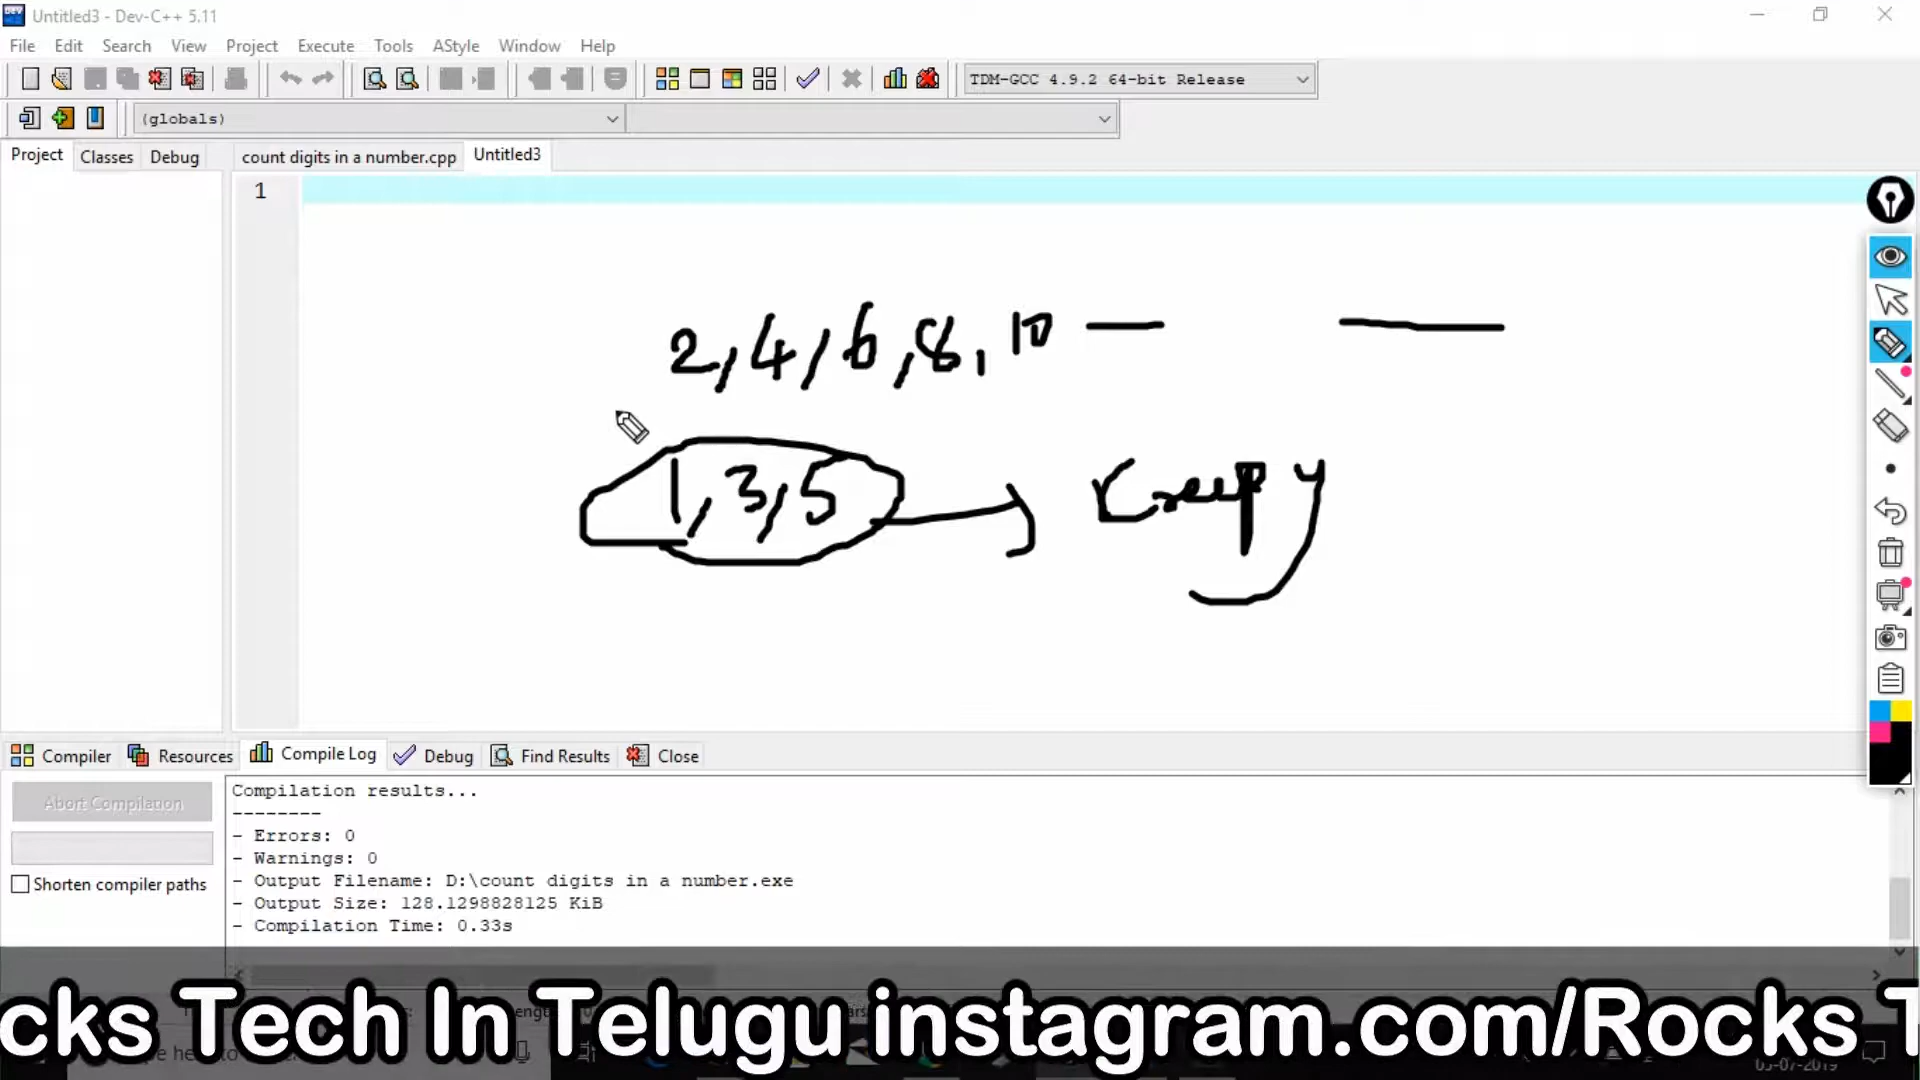 Untitled3 - Dev-C++ 5.11
File Edit Search View Project Execute Tools AStyle Window Help
TDM-GCC 4.9.2 64-bit Release
(globals)
Project Classes Debug count digits in a number.cpp Untitled3
1
2, 4, 6, 8, 10
1, 3, 5 Creepy
Compiler Resources Compile Log Debug Find Results Close
Abort Compilation
Shorten compiler paths
Compilation results...
--------
- Errors: 0
- Warnings: 0
- Output Filename: D:\count digits in a number.exe
- Output Size: 128.1298828125 KiB
- Compilation Time: 0.33s
cks Tech In Telugu instagram.com/Rocks T
05-07-2019